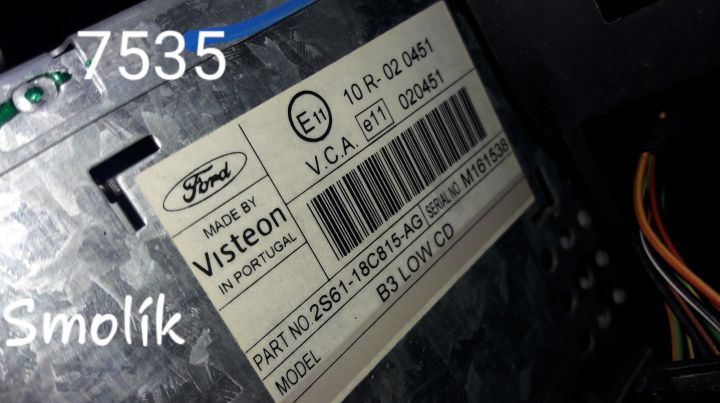 7535
10 R- 02 0451
E11
V.C.A. e11 020451
Ford
MADE BY
Visteon
IN PORTUGAL
PART NO. 2S61-18C815-AG SERIAL NO. M161538
MODEL B3 LOW CD
Smolík